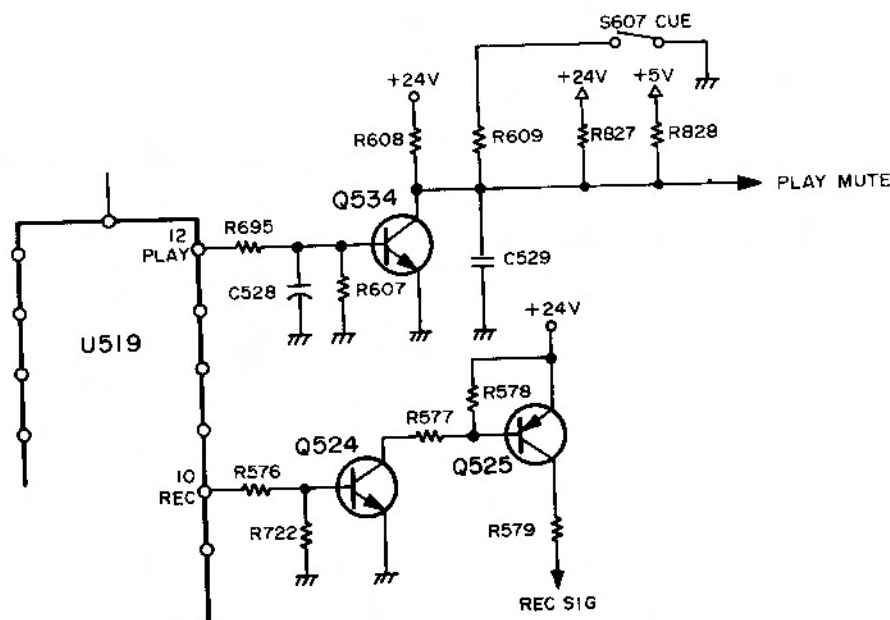 S607 CUE
+24V
+24V
+5V
R608
R609
R827
R828
PLAY MUTE
Q534
12
PLAY
R695
C528
R607
C529
U519
+24V
R578
R577
Q524
Q525
10
REC
R576
R722
R579
REC SIG